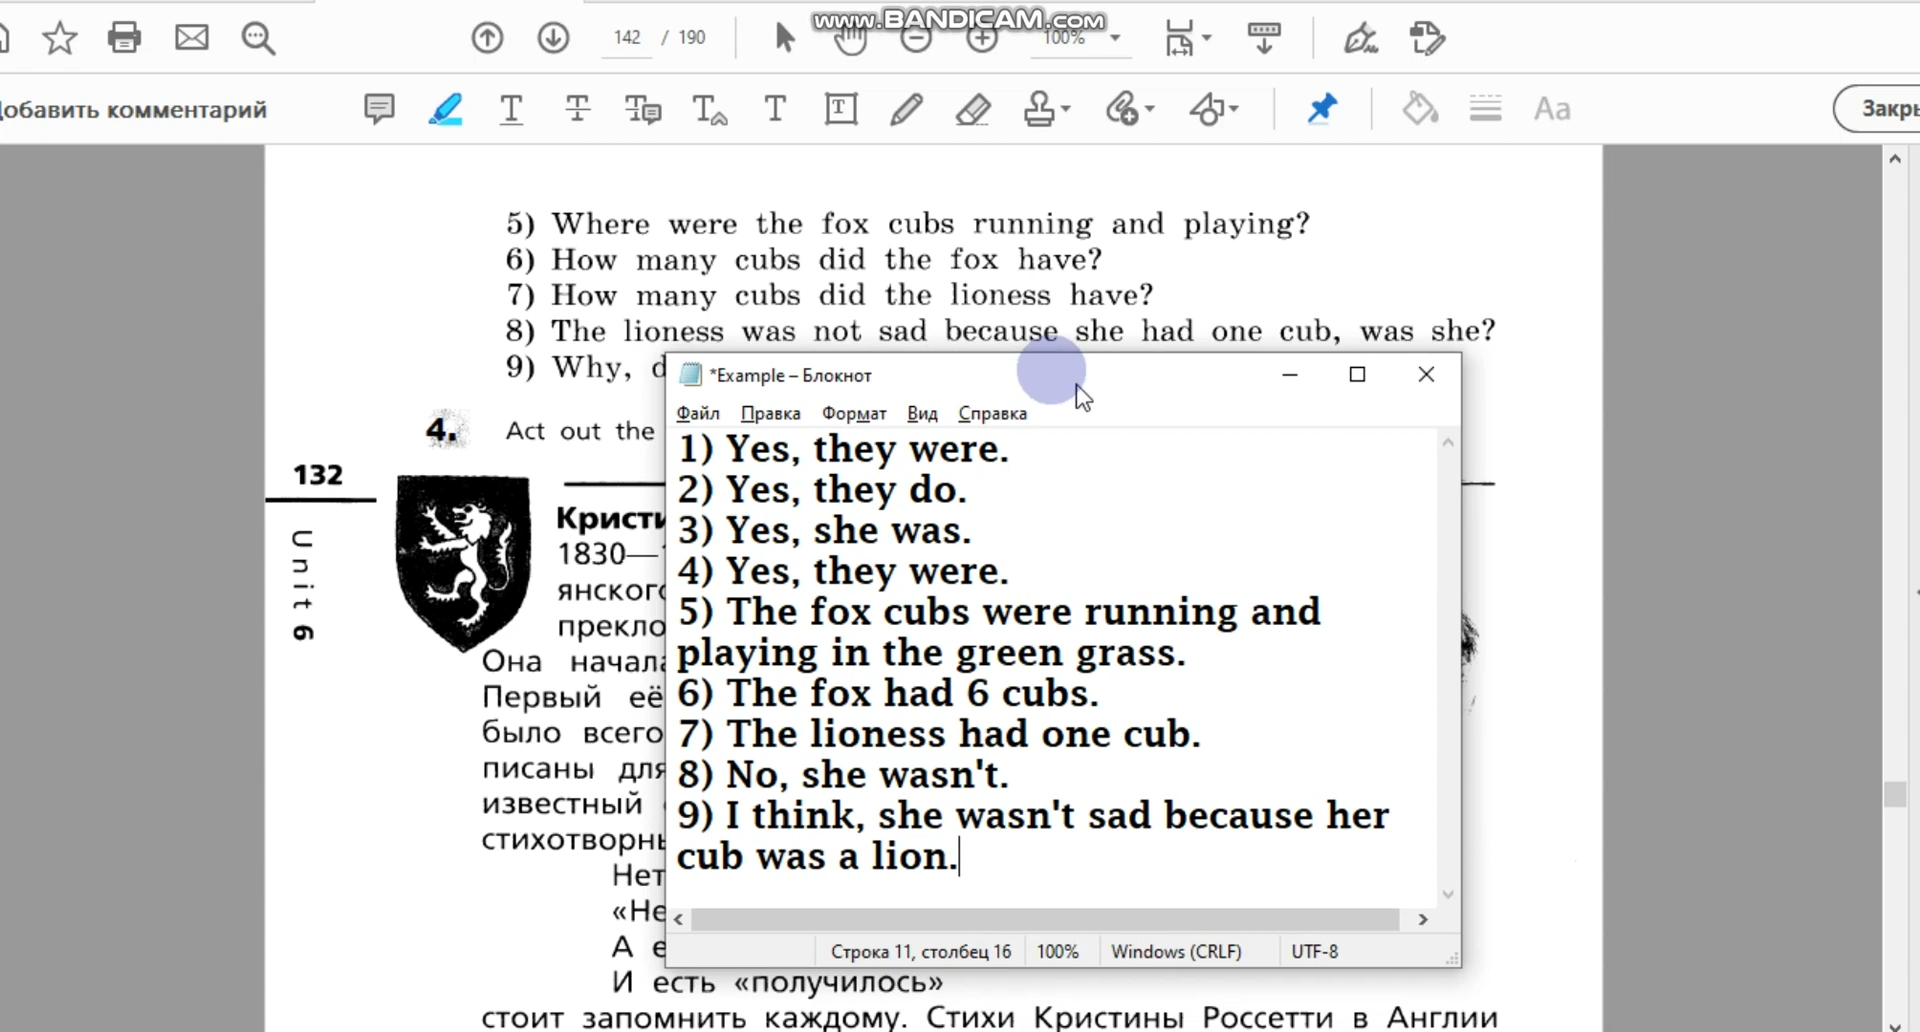 www.BANDICAM.com
142 / 190
100%
обавить комментарий
Aa
Закры
5) Where were the fox cubs running and playing?
6) How many cubs did the fox have?
7) How many cubs did the lioness have?
8) The lioness was not sad because she had one cub, was she?
9) Why, d
*Example – Блокнот
Файл Правка Формат Вид Справка
1) Yes, they were.
2) Yes, they do.
3) Yes, she was.
4) Yes, they were.
5) The fox cubs were running and
playing in the green grass.
6) The fox had 6 cubs.
7) The lioness had one cub.
8) No, she wasn't.
9) I think, she wasn't sad because her
cub was a lion.
Строка 11, столбец 16 100% Windows (CRLF) UTF-8
4. Act out the
132
Unit 6
Кристи
1830—1
янског
прекло
Она начала
Первый её
было всего
писаны для
известный
стихотворн
Нет
«Не
А е
И есть «получилось»
стоит запомнить каждому. Стихи Кристины Россетти в Англии